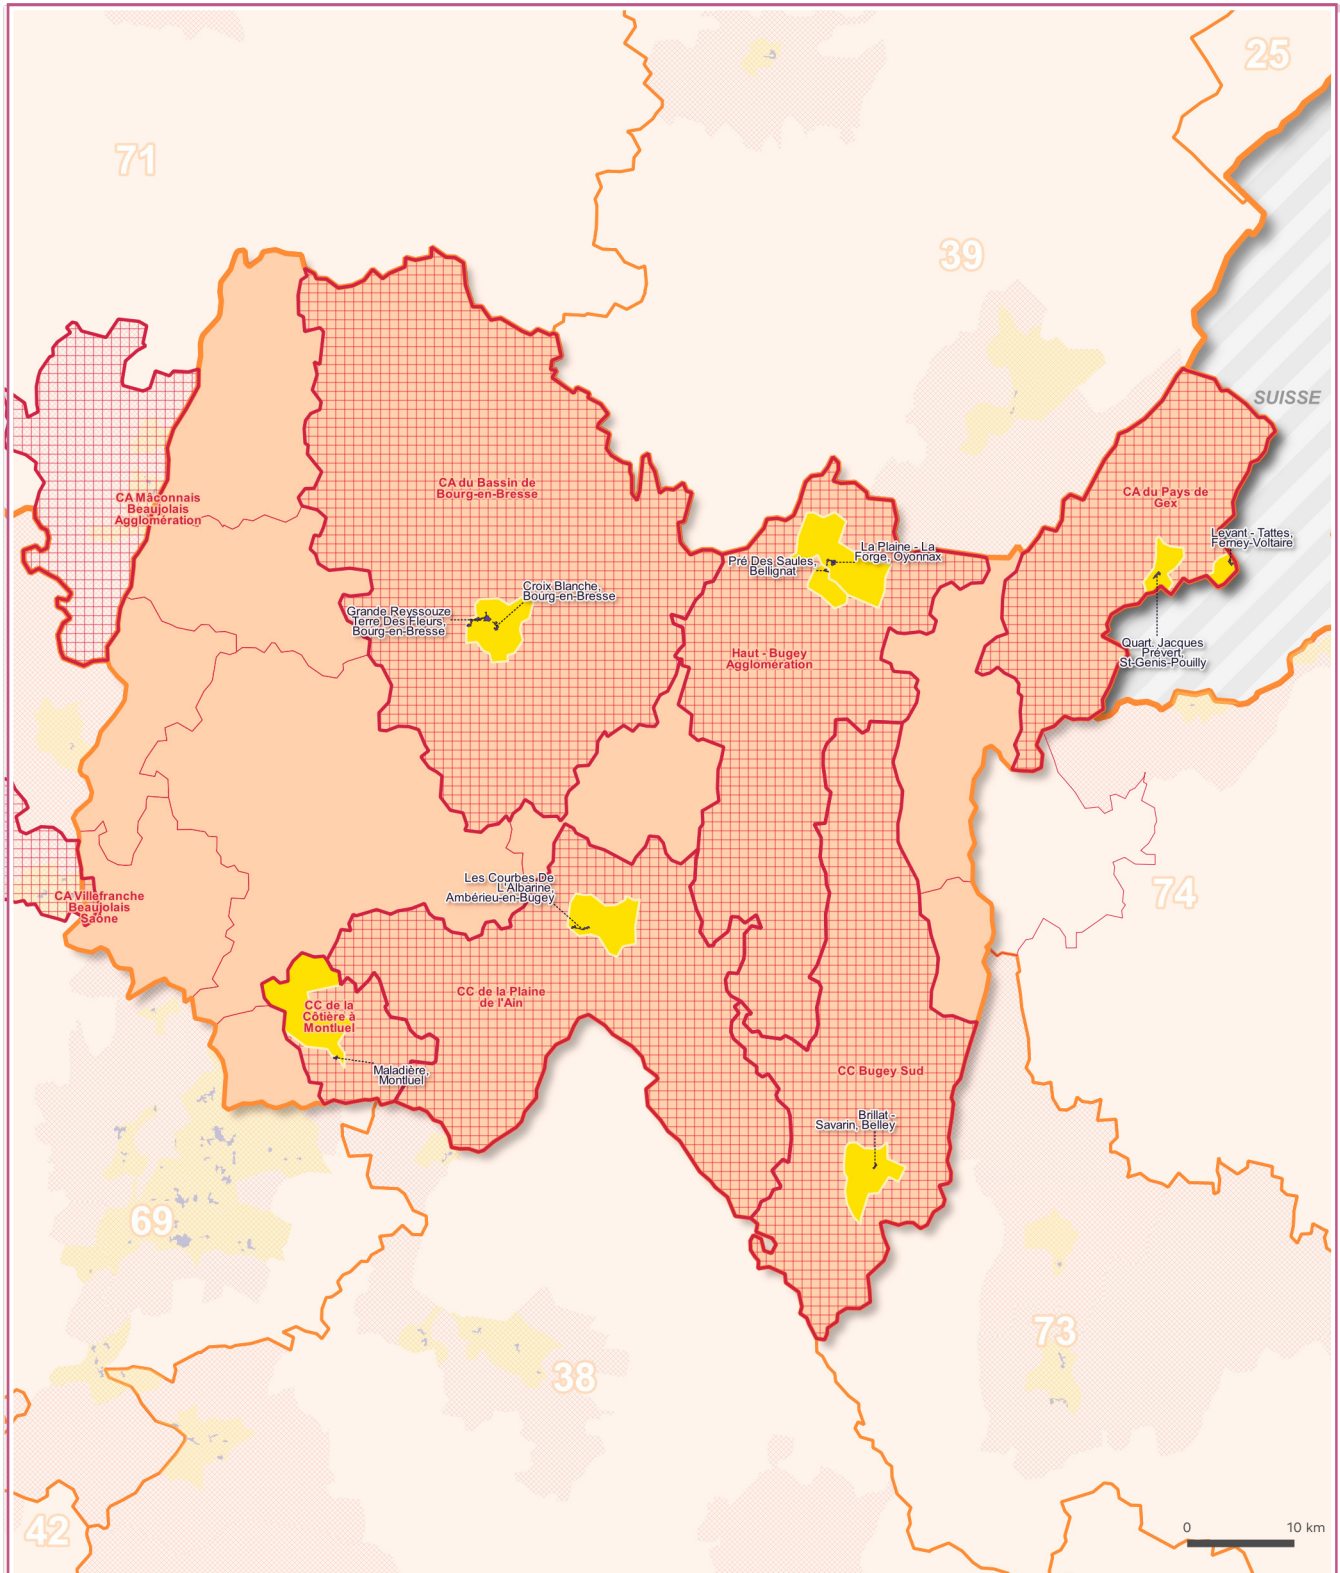 25
71
39
SUISSE
CA du Bassin de
Bourg-en-Bresse
CA Mâconnais
Beaujolais
Agglomération
CA du Pays de
Gex
Levant - Tattes,
Ferney-Voltaire
La Plaine - La
Forge, Oyonnax
Pré Des Saules,
Bellignat
Croix Blanche,
Bourg-en-Bresse
Grande Reyssouze
Terre Des Fleurs,
Bourg-en-Bresse
Haut - Bugey
Agglomération
Quart. Jacques
Prévert,
St-Genis-Pouilly
Les Courbes De
L'Albarine,
Ambérieu-en-Bugey
CA Villefranche
Beaujolais
Saône
74
CC de la Plaine
de l'Ain
CC de la
Côtière à
Montluel
Maladière,
Montluel
CC Bugey Sud
Brillat -
Savarin, Belley
69
73
38
42
0 10 km